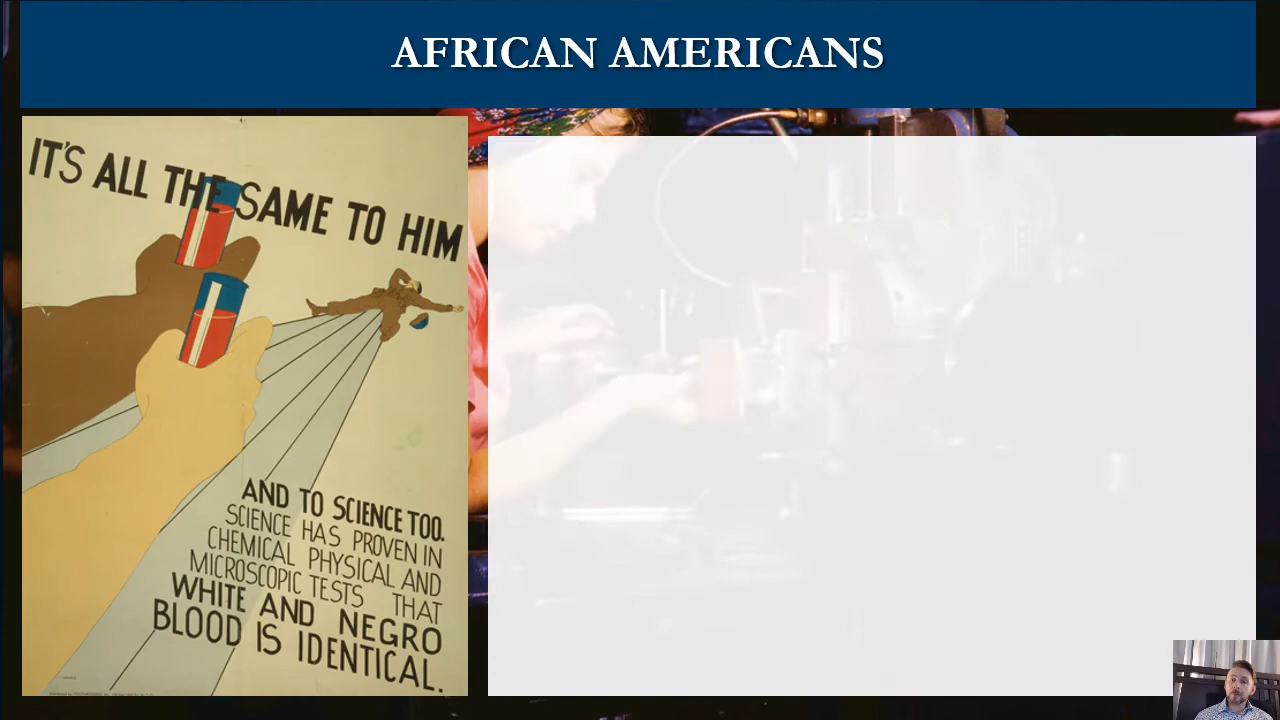 AFRICAN AMERICANS
IT'S ALL THE SAME TO HIM
AND TO SCIENCE TOO.
SCIENCE HAS PROVEN IN
CHEMICAL PHYSICAL AND
MICROSCOPIC TESTS THAT
WHITE AND NEGRO
BLOOD IS IDENTICAL.